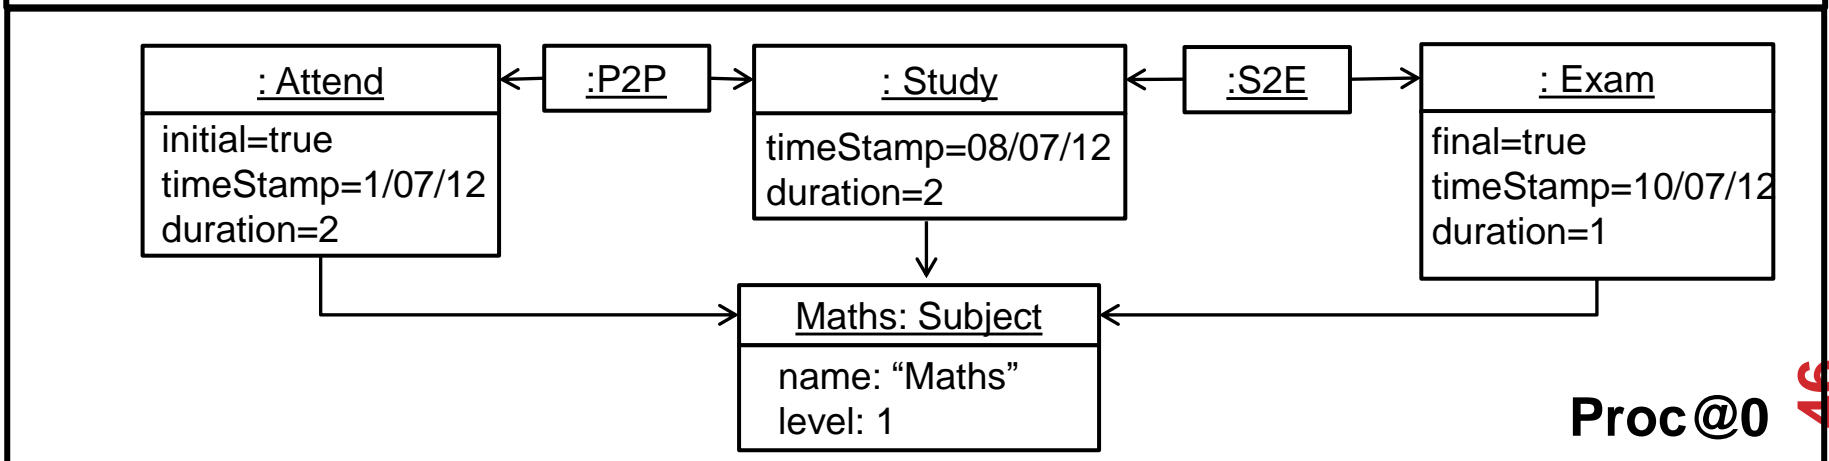 : Attend
initial=true
timeStamp=1/07/12
duration=2
:P2P
: Study
timeStamp=08/07/12
duration=2
:S2E
: Exam
final=true
timeStamp=10/07/12
duration=1
Maths: Subject
name: “Maths”
level: 1
Proc@0
46